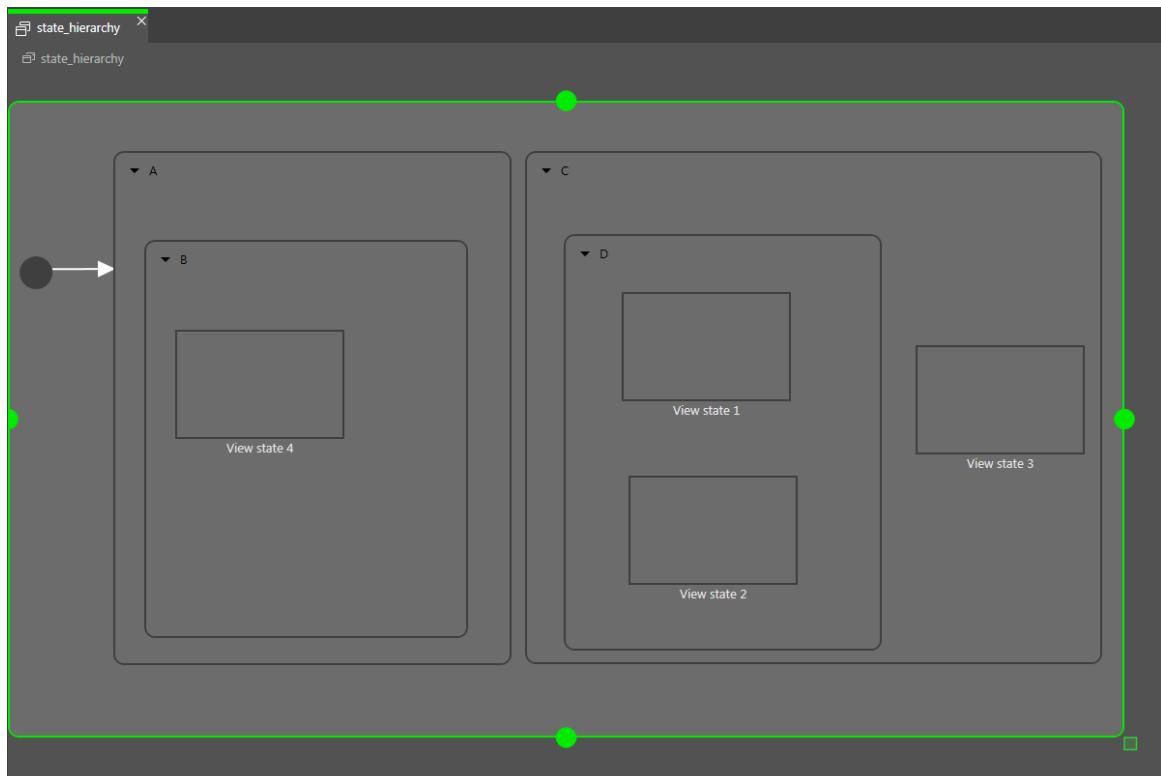 state_hierarchy
state_hierarchy
A
C
B
D
View state 1
View state 4
View state 3
View state 2